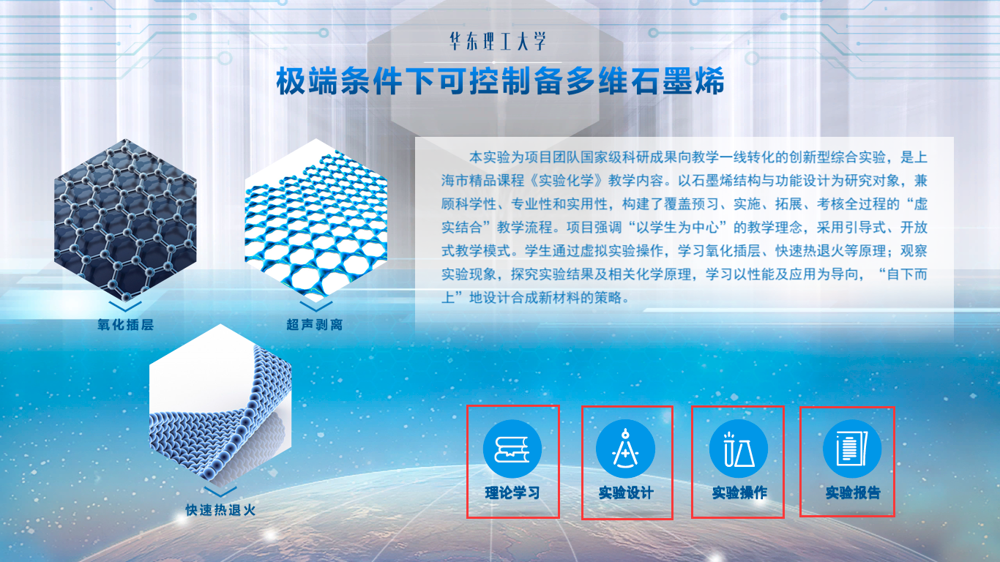 华东理工大学
极端条件下可控制备多维石墨烯
本实验为项目团队国家级科研成果向教学一线转化的创新型综合实验，是上
海市精品课程《实验化学》教学内容。以石墨烯结构与功能设计为研究对象，兼
顾科学性、专业性和实用性，构建了覆盖预习、实施、拓展、考核全过程的“虚
实结合”教学流程。项目强调“以学生为中心”的教学理念，采用引导式、开放
式教学模式。学生通过虚拟实验操作，学习氧化插层、快速热退火等原理；观察
实验现象，探究实验结果及相关化学原理，学习以性能及应用为导向，“自下而
上”地设计合成新材料的策略。
氧化插层
超声剥离
快速热退火
理论学习
实验设计
实验操作
实验报告